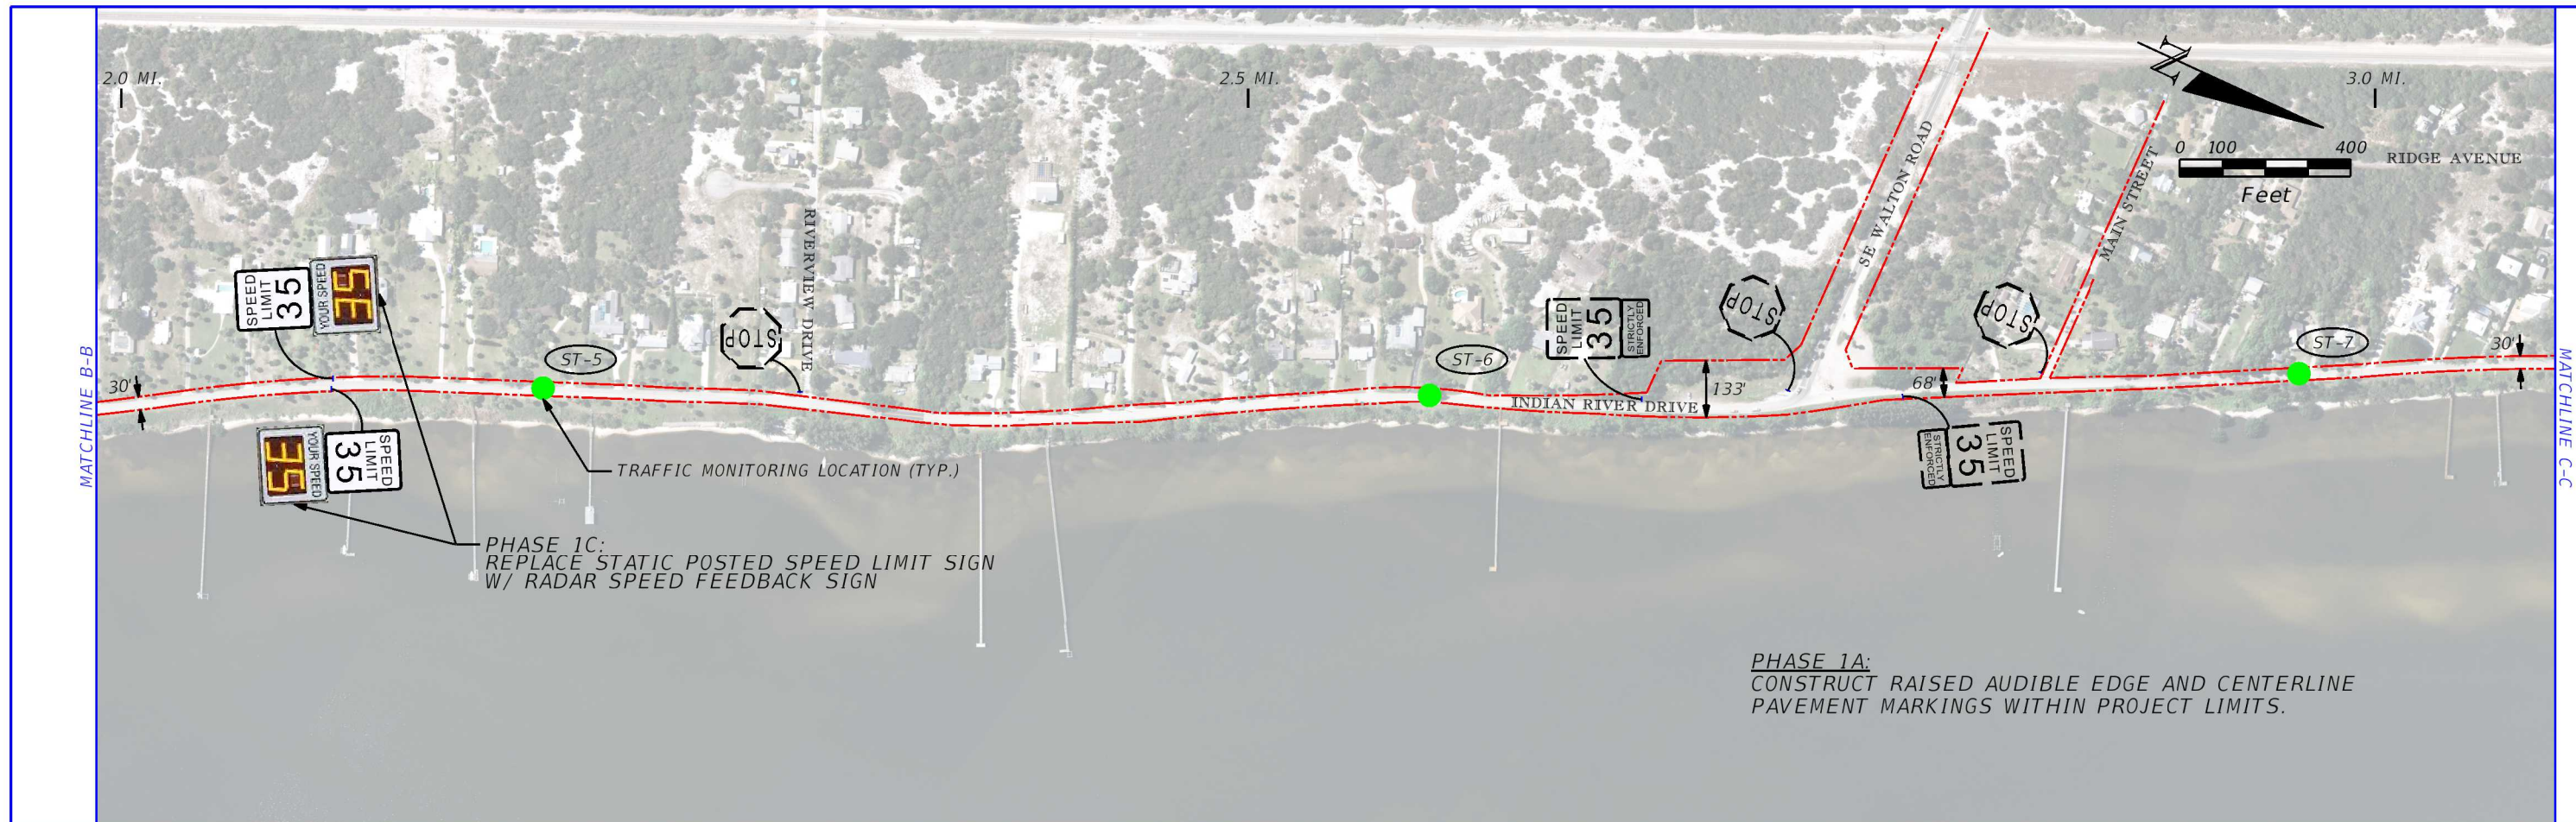 2.0 MI.
2.5 MI.
3.0 MI.
N
0 100 400
Feet
RIDGE AVENUE
SE WALTON ROAD
MAIN STREET
RIVERVIEW DRIVE
SPEED
LIMIT
35
YOUR SPEED
35
STOP
SPEED
LIMIT
35
STRICTLY
ENFORCED
STOP
STOP
ST-5
ST-6
ST-7
30'
133'
68'
30'
INDIAN RIVER DRIVE
MATCHLINE B-B
MATCHLINE C-C
SPEED
LIMIT
35
YOUR SPEED
35
SPEED
LIMIT
35
STRICTLY
ENFORCED
TRAFFIC MONITORING LOCATION (TYP.)
PHASE 1C:
REPLACE STATIC POSTED SPEED LIMIT SIGN
W/ RADAR SPEED FEEDBACK SIGN
PHASE 1A:
CONSTRUCT RAISED AUDIBLE EDGE AND CENTERLINE
PAVEMENT MARKINGS WITHIN PROJECT LIMITS.